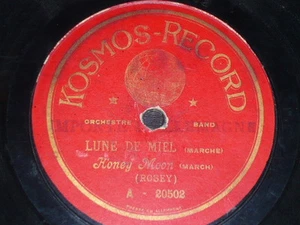 KOSMOS-RECORD
ORCHESTRE BAND
LUNE DE MIEL (MARCHE)
Honey Moon (MARCH)
(ROSEY)
A - 20502